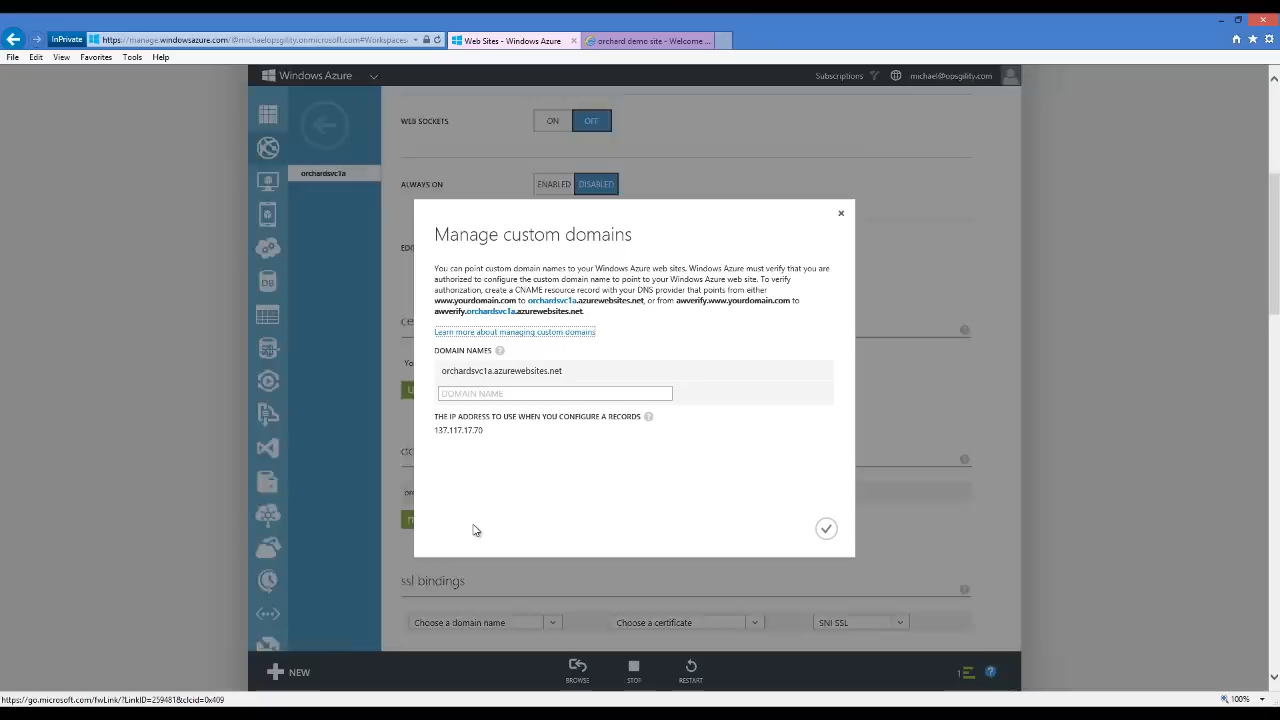 InPrivate
https://manage.windowsazure.com/@michaelopsgility.onmicrosoft.com#Workspaces
Web Sites - Windows Azure
orchard demo site - Welcome ...
File Edit View Favorites Tools Help
Windows Azure
Subscriptions
michael@opsgility.com
WEB SOCKETS
ON OFF
orchardsvc1a
ALWAYS ON
ENABLED DISABLED
Manage custom domains
You can point custom domain names to your Windows Azure web sites. Windows Azure must verify that you are
authorized to configure the custom domain name to point to your Windows Azure web site. To verify
authorization, create a CNAME resource record with your DNS provider that points from either
www.yourdomain.com to orchardsvc1a.azurewebsites.net, or from awverify.www.yourdomain.com to
awverify.orchardsvc1a.azurewebsites.net.
Learn more about managing custom domains
DOMAIN NAMES
orchardsvc1a.azurewebsites.net
DOMAIN NAME
THE IP ADDRESS TO USE WHEN YOU CONFIGURE A RECORDS
137.117.17.70
ssl bindings
Choose a domain name
Choose a certificate
SNI SSL
NEW
BROWSE
STOP
RESTART
1
https://go.microsoft.com/fwLink/?LinkID=259481&clcid=0x409
100%